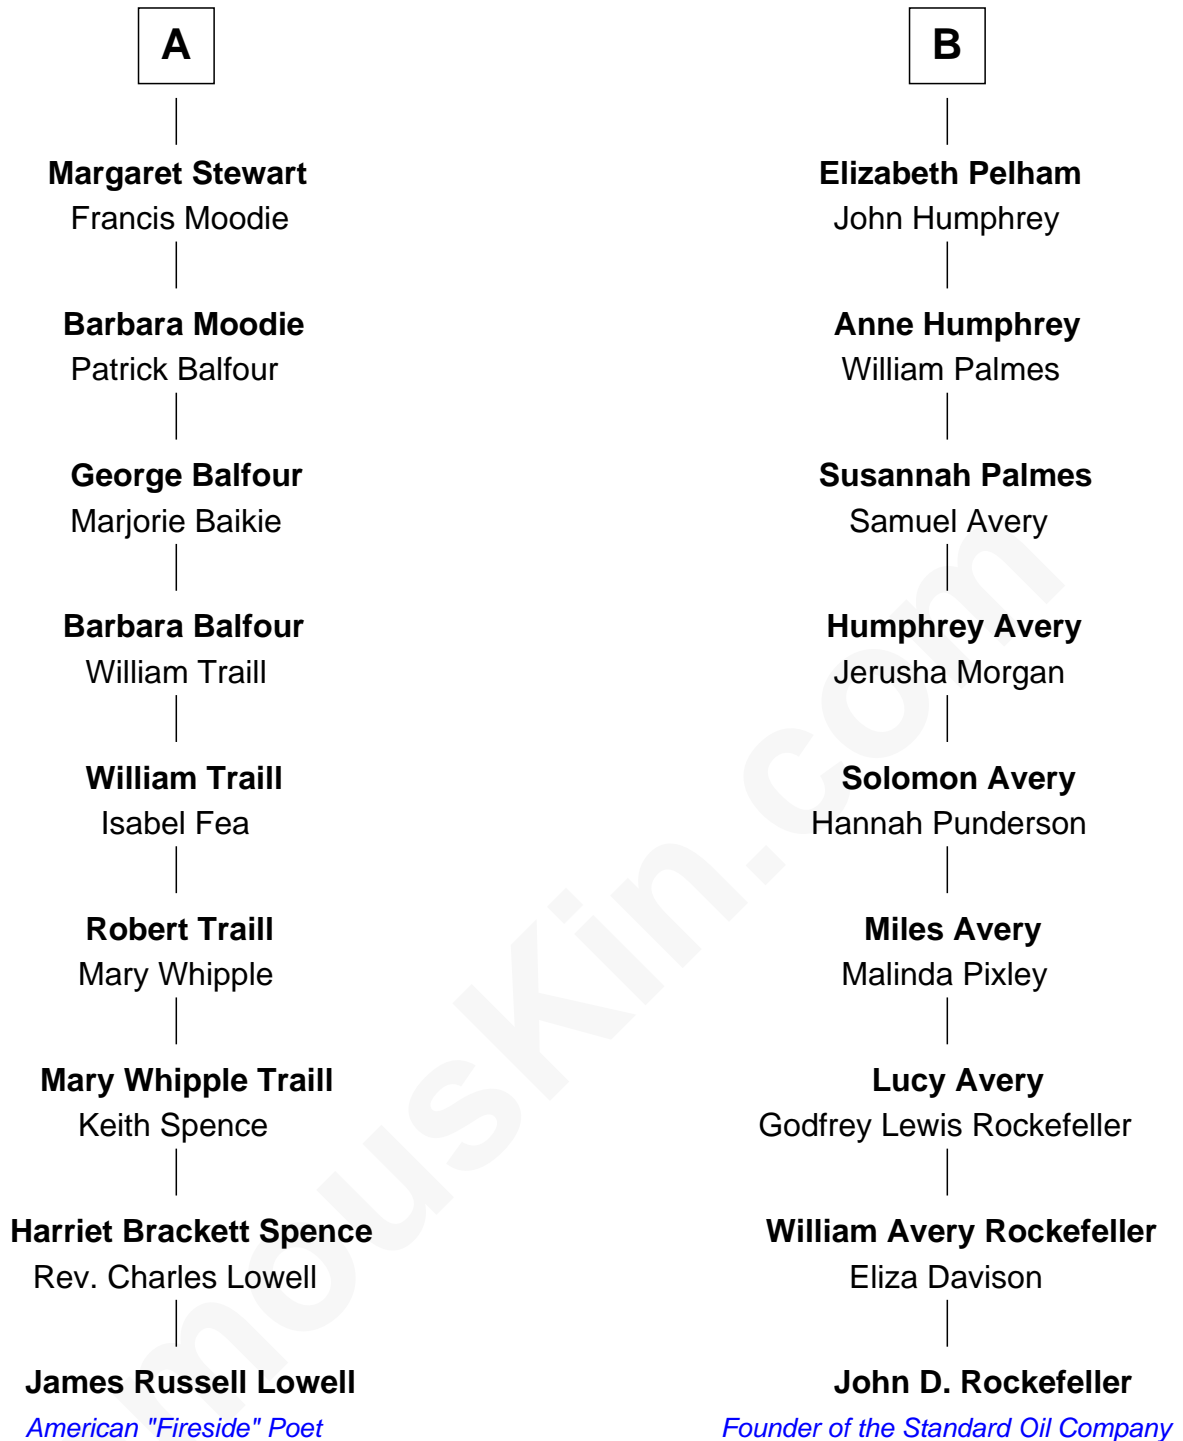 A
Margaret Stewart
Francis Moodie
Barbara Moodie
Patrick Balfour
George Balfour
Marjorie Baikie
Barbara Balfour
William Traill
William Traill
Isabel Fea
Robert Traill
Mary Whipple
Mary Whipple Traill
Keith Spence
Harriet Brackett Spence
Rev. Charles Lowell
James Russell Lowell
American "Fireside" Poet
B
Elizabeth Pelham
John Humphrey
Anne Humphrey
William Palmes
Susannah Palmes
Samuel Avery
Humphrey Avery
Jerusha Morgan
Solomon Avery
Hannah Punderson
Miles Avery
Malinda Pixley
Lucy Avery
Godfrey Lewis Rockefeller
William Avery Rockefeller
Eliza Davison
John D. Rockefeller
Founder of the Standard Oil Company
mousKin.com